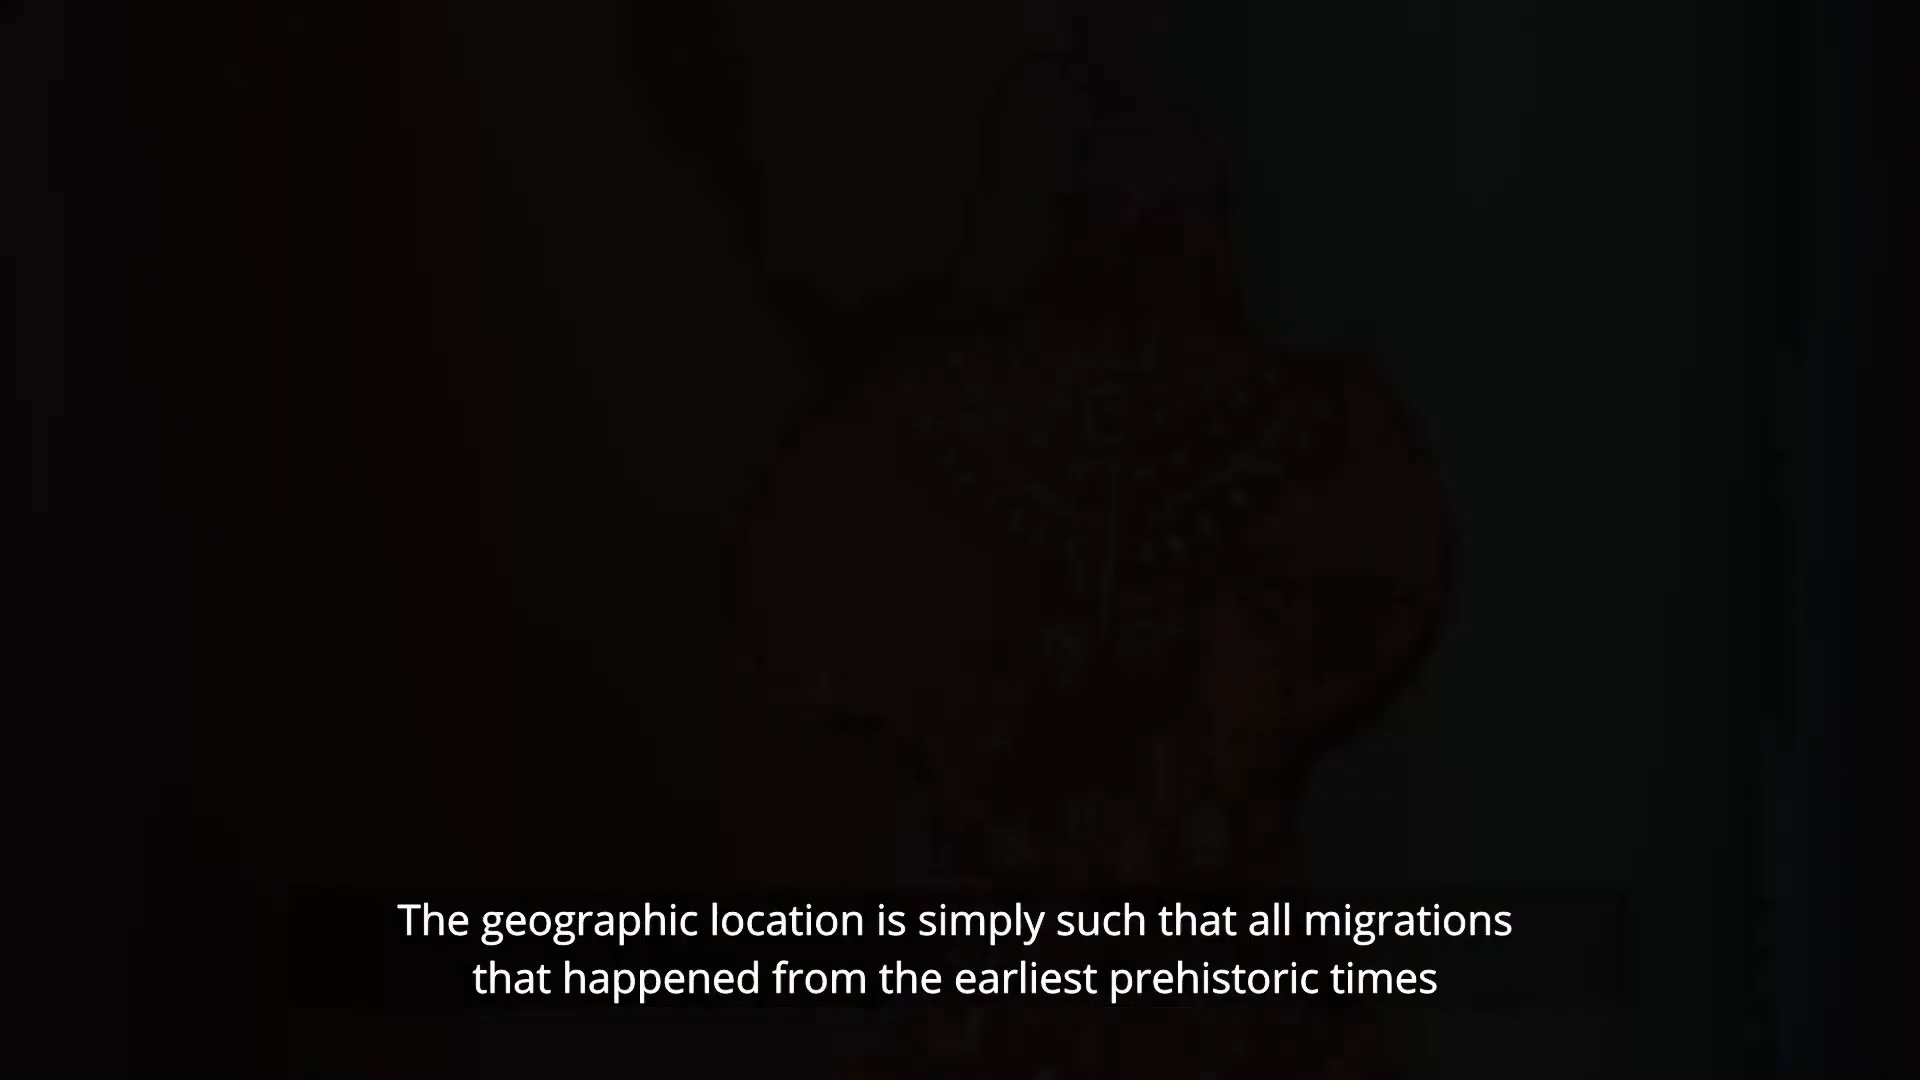 The geographic location is simply such that all migrations
that happened from the earliest prehistoric times